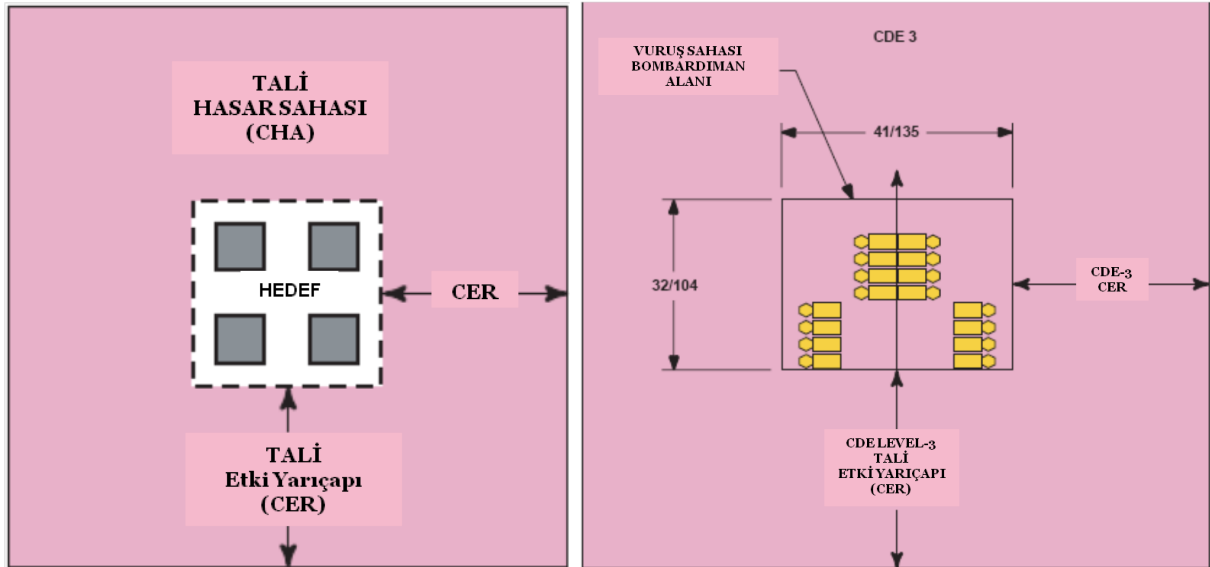 TALİ
HASAR SAHASI
(CHA)
HEDEF
CER
TALİ
Etki Yarıçapı
(CER)
CDE 3
VURUŞ SAHASI
BOMBARDIMAN
ALANI
41/135
32/104
CDE-3
CER
CDE LEVEL-3
TALİ
ETKİ YARIÇAPI
(CER)